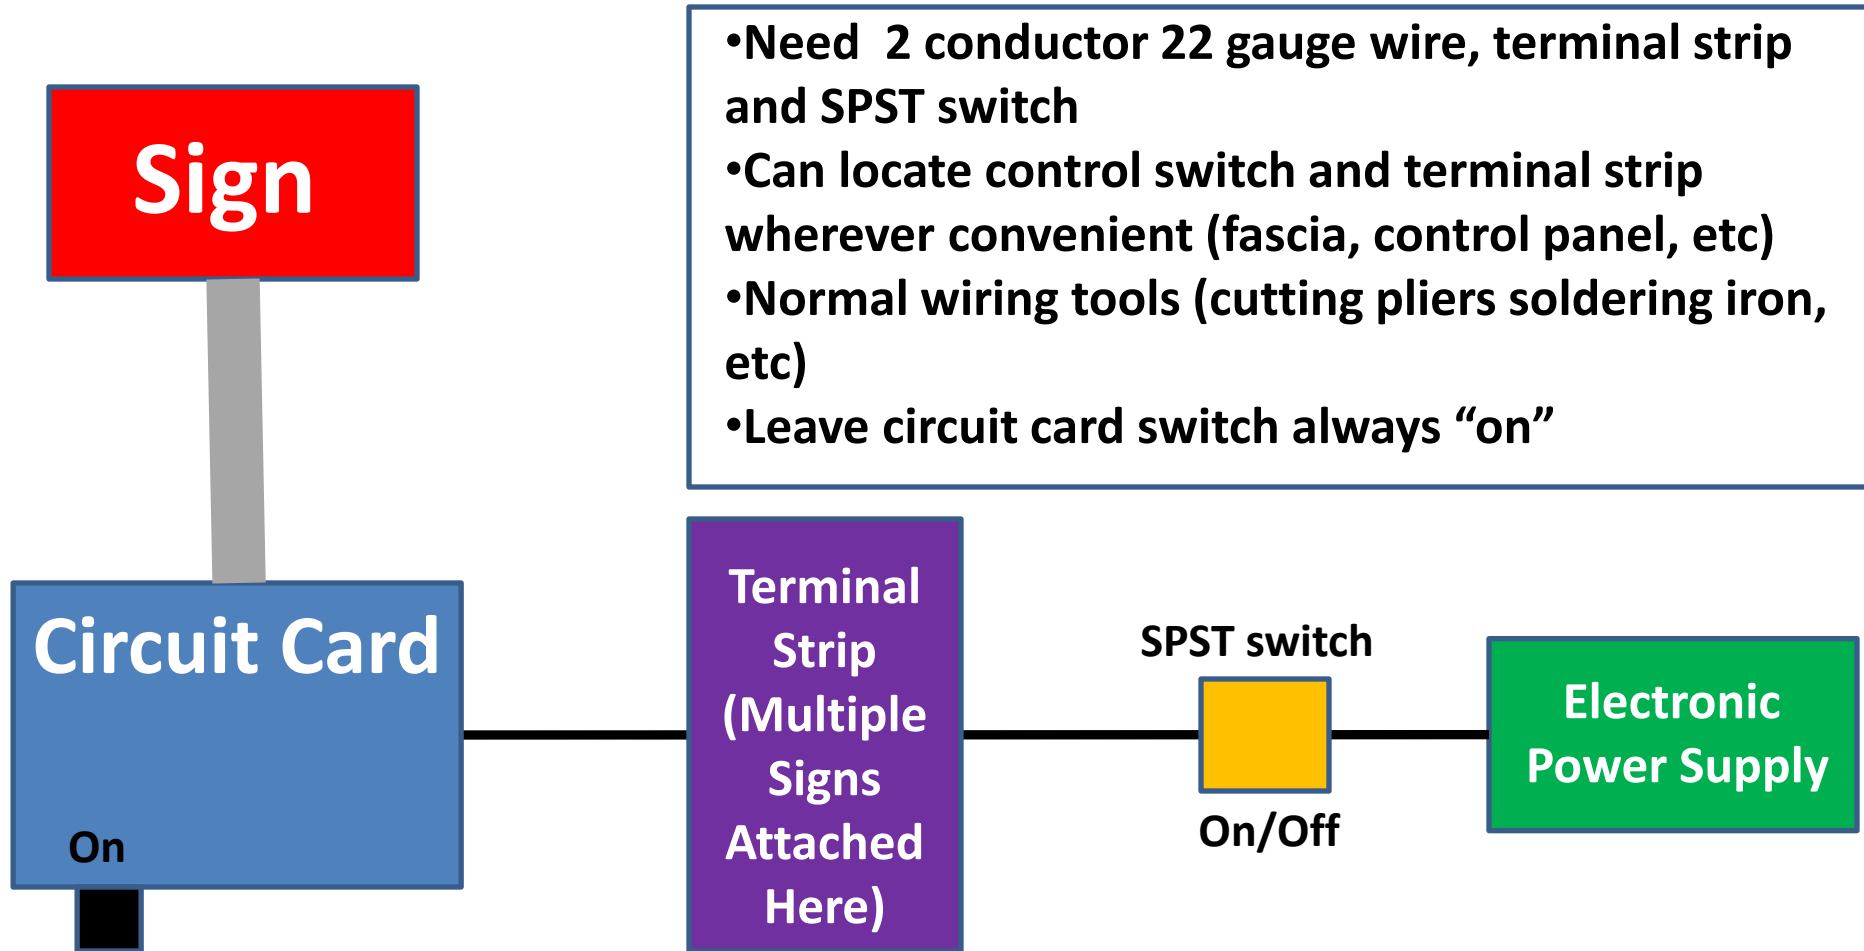 •Need  2 conductor 22 gauge wire, terminal strip
and SPST switch
•Can locate control switch and terminal strip
wherever convenient (fascia, control panel, etc)
•Normal wiring tools (cutting pliers soldering iron,
etc)
•Leave circuit card switch always “on”
Sign
Circuit Card
On
Terminal
Strip
(Multiple
Signs
Attached
Here)
SPST switch
On/Off
Electronic
Power Supply